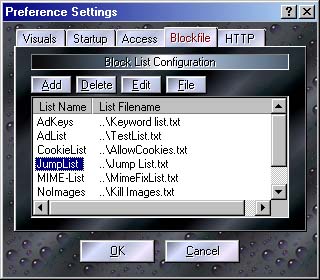 Preference Settings
Visuals Startup Access Blockfile HTTP
Block List Configuration
Add Delete Edit File
List Name List Filename
AdKeys ..\Keyword list.txt
AdList ..\TestList.txt
CookieList ..\AllowCookies.txt
JumpList ..\Jump List.txt
MIME-List ..\MimeFixList.txt
NoImages ..\Kill Images.txt
OK Cancel